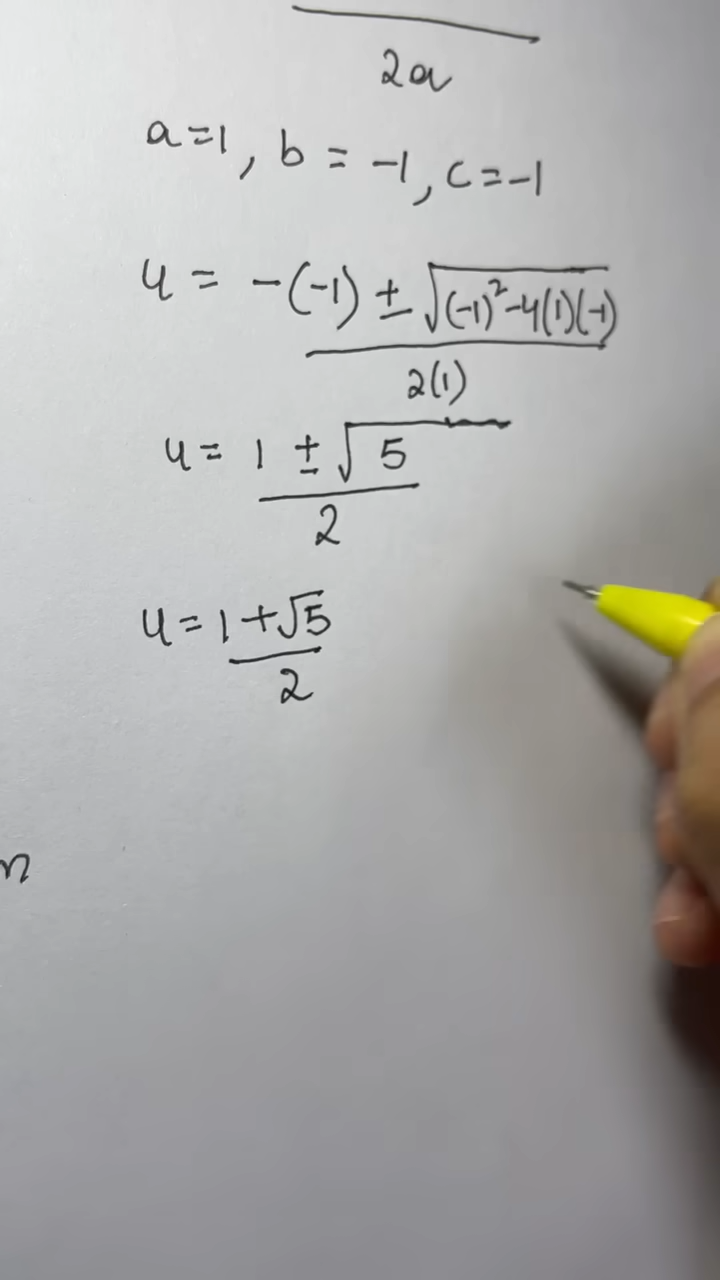 2a
a=1, b = -1, c=-1
u = -(-1) ± √(-1)²-4(1)(-1)
2(1)
u = 1 ± √5
2
u = 1+√5
2
n